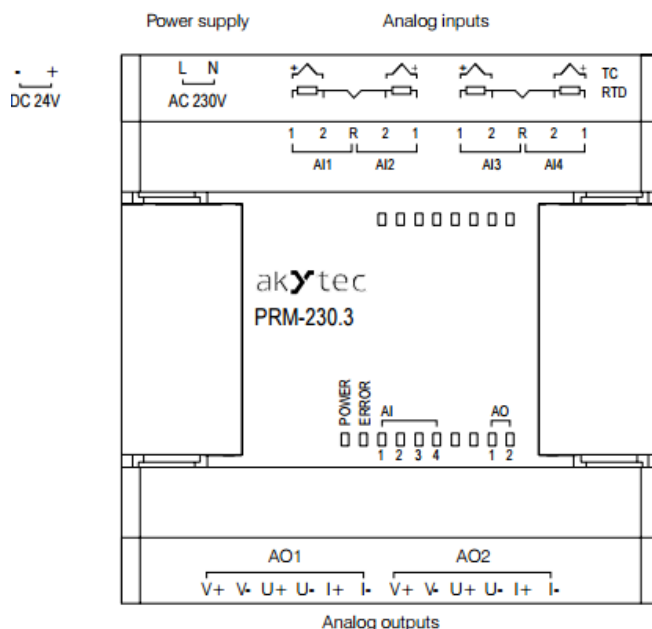 Power supply Analog inputs
- + L N + + + + TC
DC 24V AC 230V RTD
1 2 R 2 1 1 2 R 2 1
AI1 AI2 AI3 AI4
akytec
PRM-230.3
POWER ERROR AI AO
1 2 3 4 1 2
AO1 AO2
V+ V- U+ U- I+ I- V+ V- U+ U- I+ I-
Analog outputs